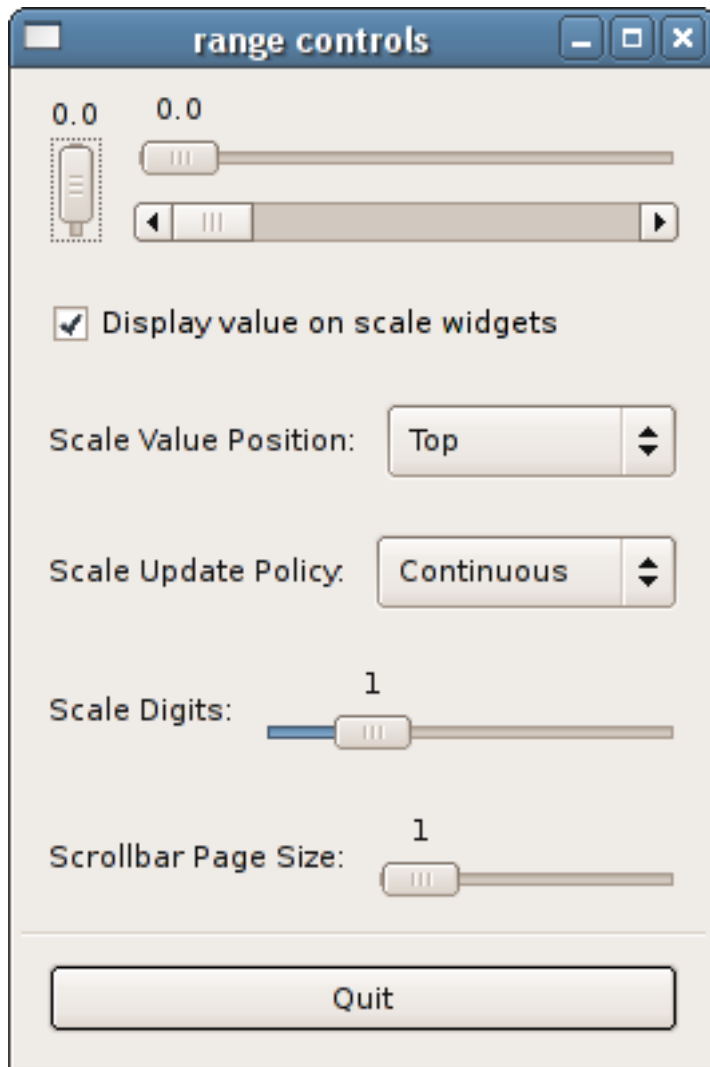 range controls
0.0 0.0
Display value on scale widgets
Scale Value Position: Top
Scale Update Policy: Continuous
1
Scale Digits:
1
Scrollbar Page Size:
Quit